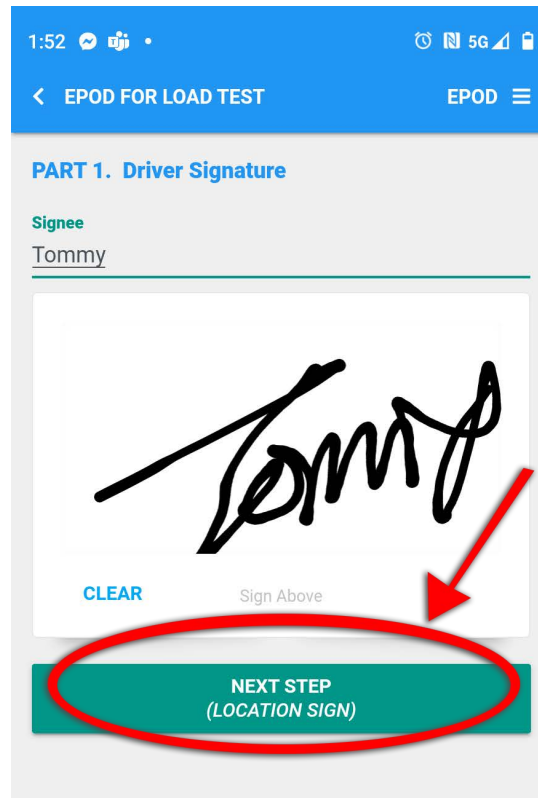 1:52 5G
EPOD FOR LOAD TEST EPOD
PART 1. Driver Signature
Signee
Tommy
Tommy
CLEAR Sign Above
NEXT STEP
(LOCATION SIGN)